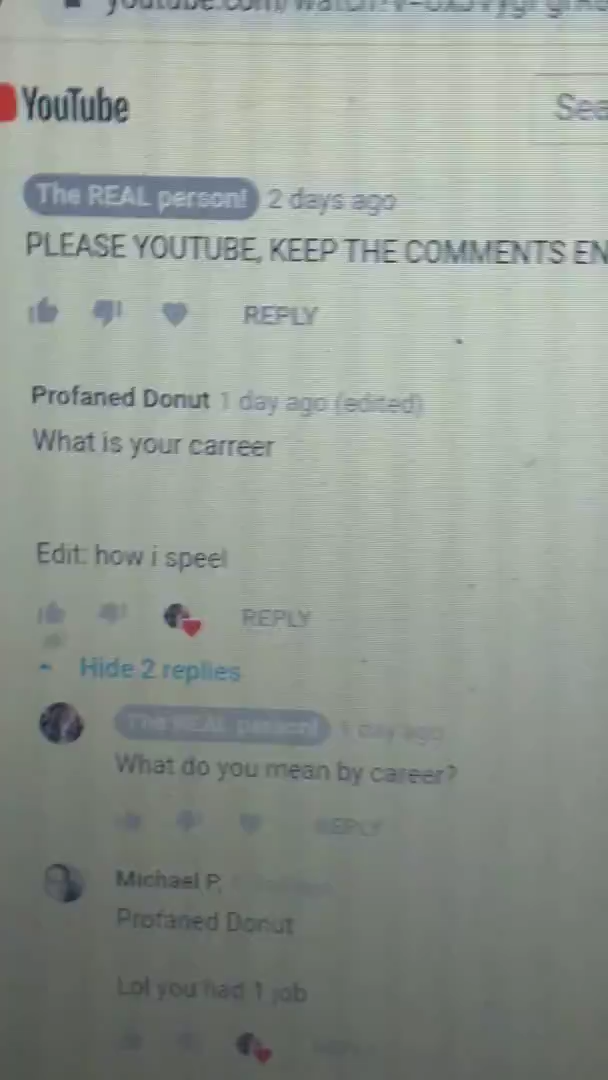 YouTube
The REAL person! 2 days ago
PLEASE YOUTUBE, KEEP THE COMMENTS EN
REPLY
Profaned Donut 1 day ago (edited)
What is your carreer
Edit: how i speel
REPLY
Hide 2 replies
The REAL person! 1 day ago
What do you mean by career?
REPLY
Michael P.
Profaned Donut
Lol you had 1 job